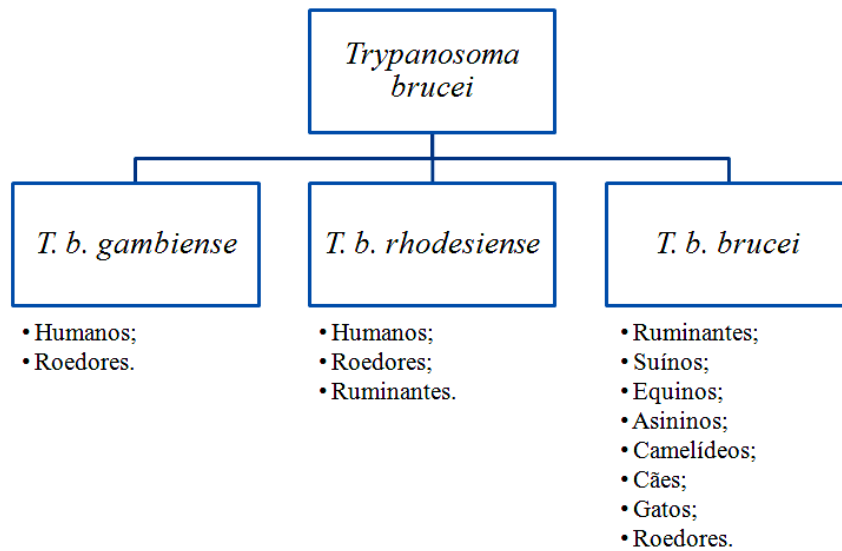 Trypanosoma
brucei
T. b. gambiense
T. b. rhodesiense
T. b. brucei
• Humanos;
• Roedores.
• Humanos;
• Roedores;
• Ruminantes.
• Ruminantes;
• Suínos;
• Equinos;
• Asininos;
• Camelídeos;
• Cães;
• Gatos;
• Roedores.